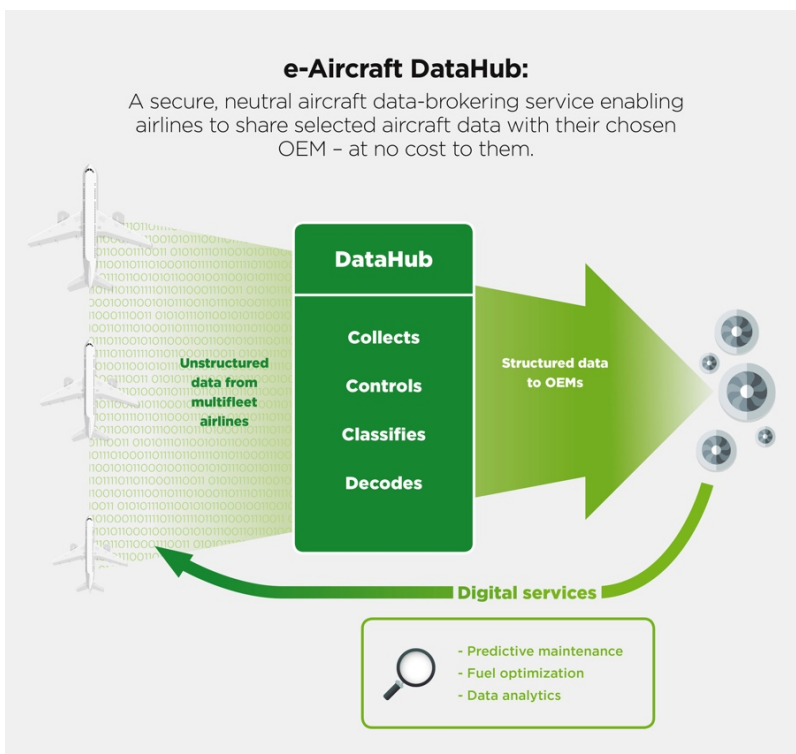 e-Aircraft DataHub:
A secure, neutral aircraft data-brokering service enabling
airlines to share selected aircraft data with their chosen
OEM – at no cost to them.
DataHub
Collects
Controls
Classifies
Decodes
Unstructured
data from
multifleet
airlines
Structured data
to OEMs
Digital services
- Predictive maintenance
- Fuel optimization
- Data analytics